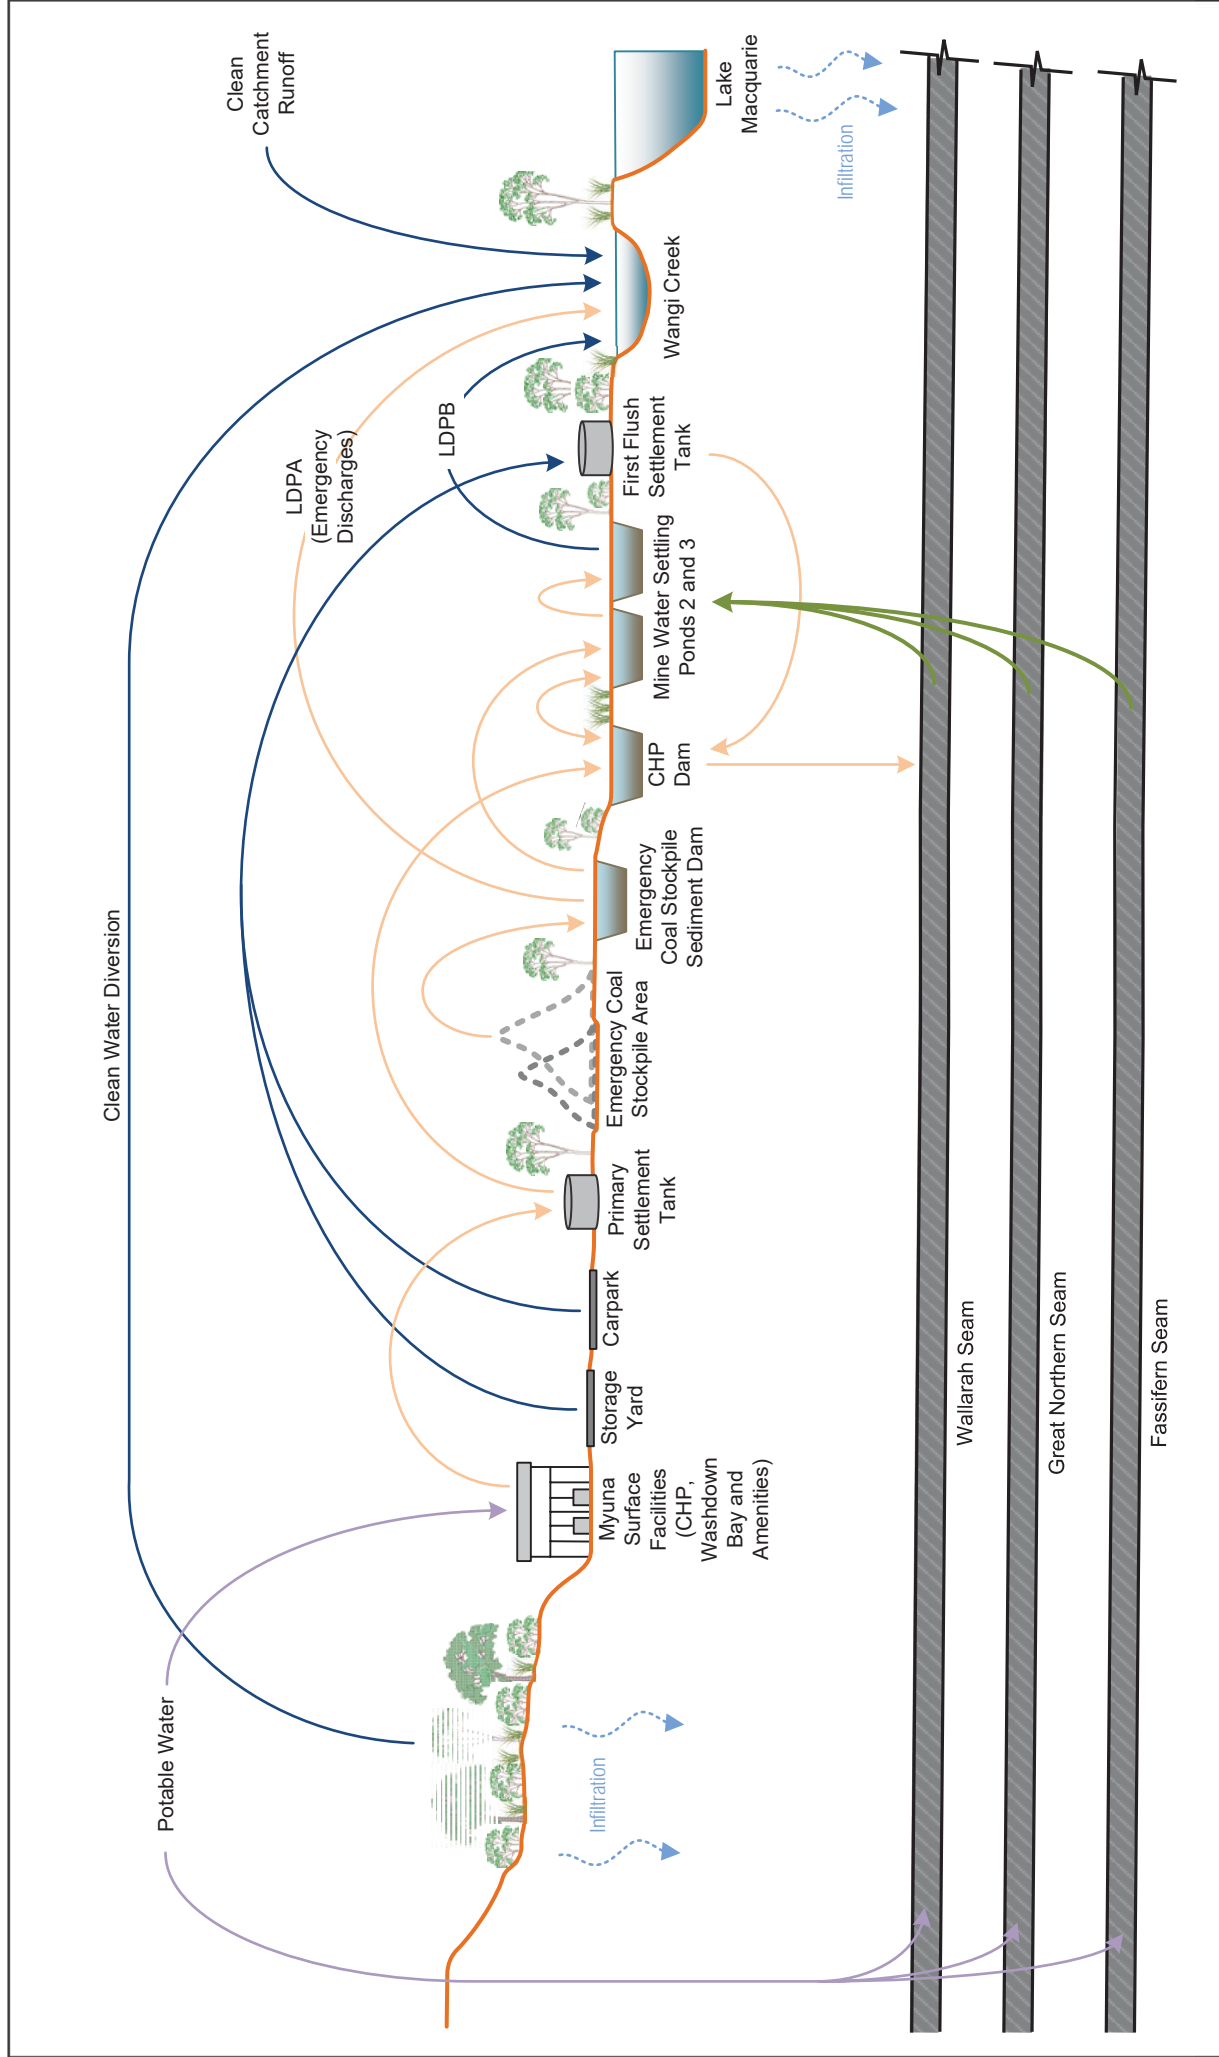 Clean Water Diversion
Potable Water
Clean
Catchment
Runoff
LDPA
(Emergency
Discharges)
LDPB
Myuna
Surface
Facilities
(CHP,
Washdown
Bay and
Amenities)
Storage
Yard
Carpark
Primary
Settlement
Tank
Emergency Coal
Stockpile Area
Emergency
Coal Stockpile
Sediment Dam
CHP
Dam
Mine Water Settling
Ponds 2 and 3
First Flush
Settlement
Tank
Wangi Creek
Lake
Macquarie
Infiltration
Infiltration
Wallarah Seam
Great Northern Seam
Fassifern Seam